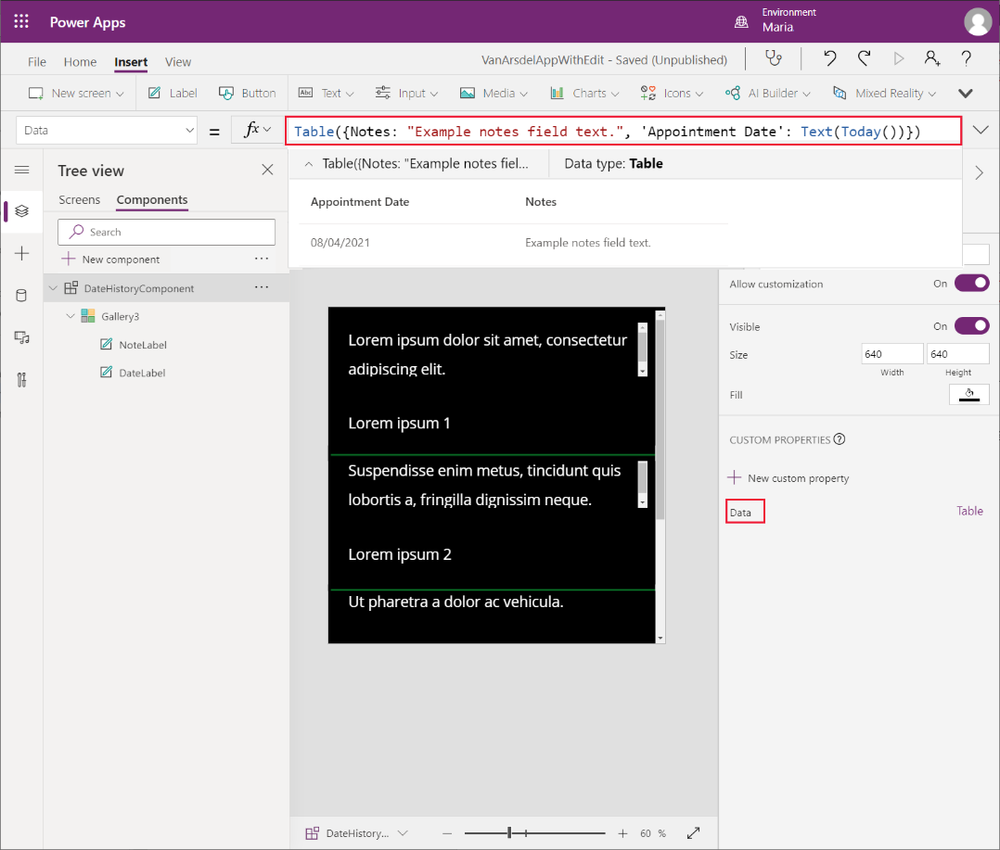 Power Apps
Environment
Maria
File Home Insert View
VanArsdelAppWithEdit - Saved (Unpublished)
New screen Label Button Text Input Media Charts Icons AI Builder Mixed Reality
Data = fx Table({Notes: "Example notes field text.", 'Appointment Date': Text(Today())})
Table({Notes: "Example notes fiel... Data type: Table
Appointment Date Notes
08/04/2021 Example notes field text.
Tree view
Screens Components
Search
New component
DateHistoryComponent
Gallery3
NoteLabel
DateLabel
Lorem ipsum dolor sit amet, consectetur
adipiscing elit.
Lorem ipsum 1
Suspendisse enim metus, tincidunt quis
lobortis a, fringilla dignissim neque.
Lorem ipsum 2
Ut pharetra a dolor ac vehicula.
Allow customization On
Visible On
Size 640 640
Width Height
Fill
CUSTOM PROPERTIES
New custom property
Data Table
DateHistory... 60 %